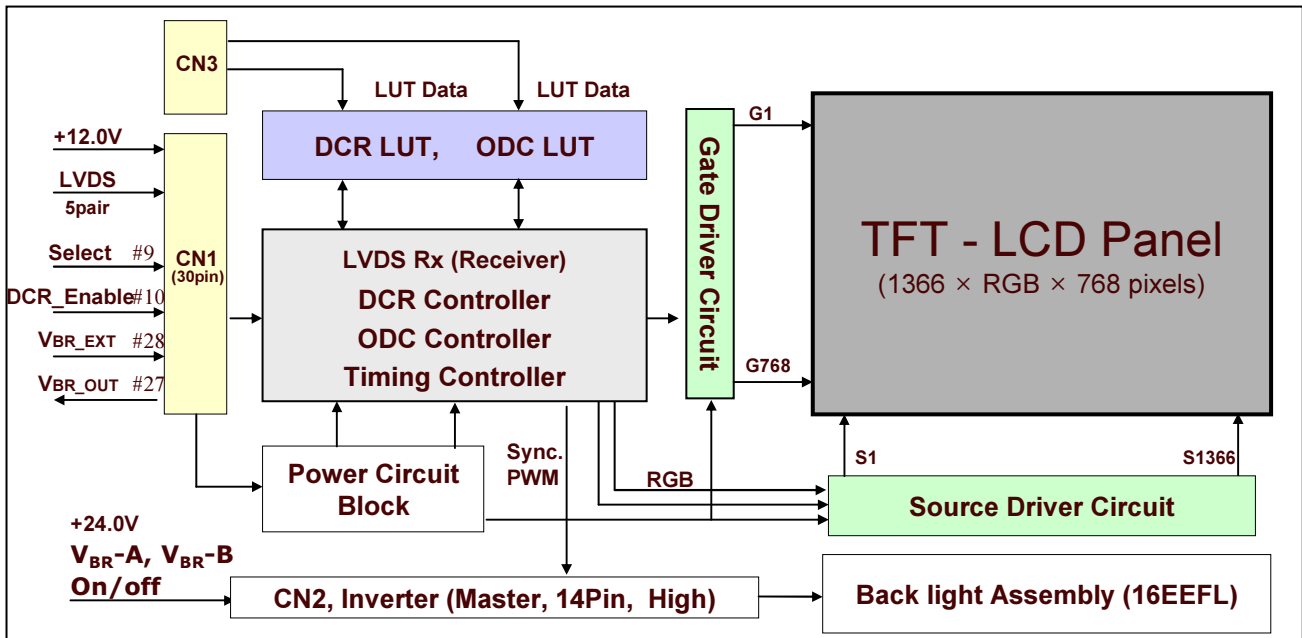 CN3
LUT Data
LUT Data
DCR LUT, ODC LUT
+12.0V
LVDS
5pair
Select #9
DCR_Enable #10
VBR_EXT #28
VBR_OUT #27
CN1
(30pin)
LVDS Rx (Receiver)
DCR Controller
ODC Controller
Timing Controller
Gate Driver Circuit
G1
G768
TFT - LCD Panel
(1366 × RGB × 768 pixels)
Power Circuit
Block
Sync.
PWM
RGB
S1
S1366
Source Driver Circuit
+24.0V
VBR-A, VBR-B
On/off
CN2, Inverter (Master, 14Pin, High)
Back light Assembly (16EEFL)